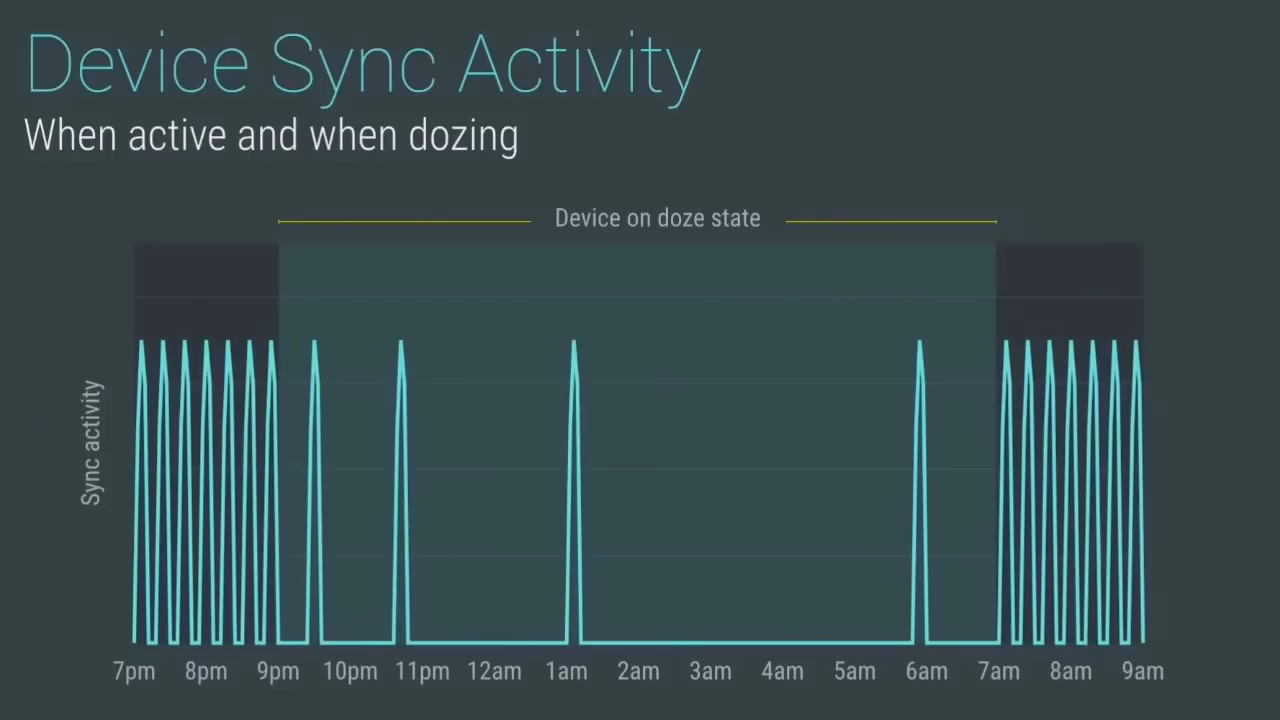 Device Sync Activity
When active and when dozing
Device on doze state
Sync activity
7pm 8pm 9pm 10pm 11pm 12am 1am 2am 3am 4am 5am 6am 7am 8am 9am